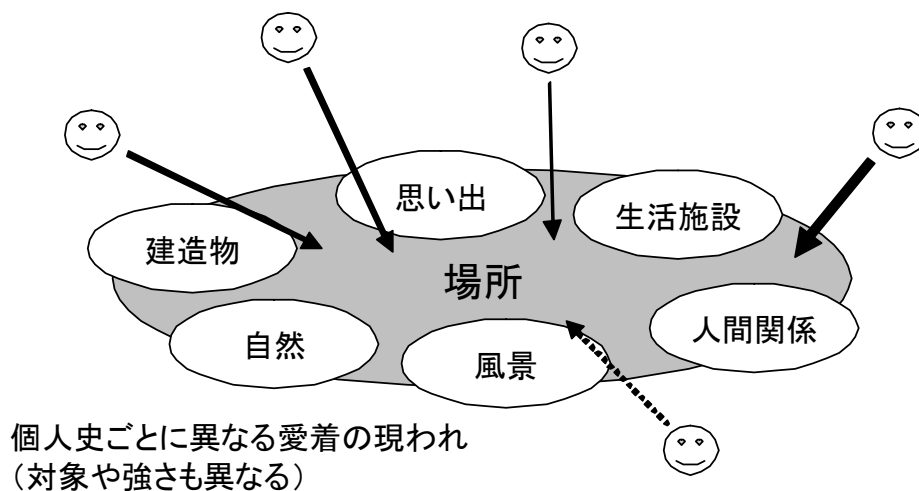 思い出
生活施設
建造物
場所
人間関係
自然
風景
個人史ごとに異なる愛着の現われ
（対象や強さも異なる）